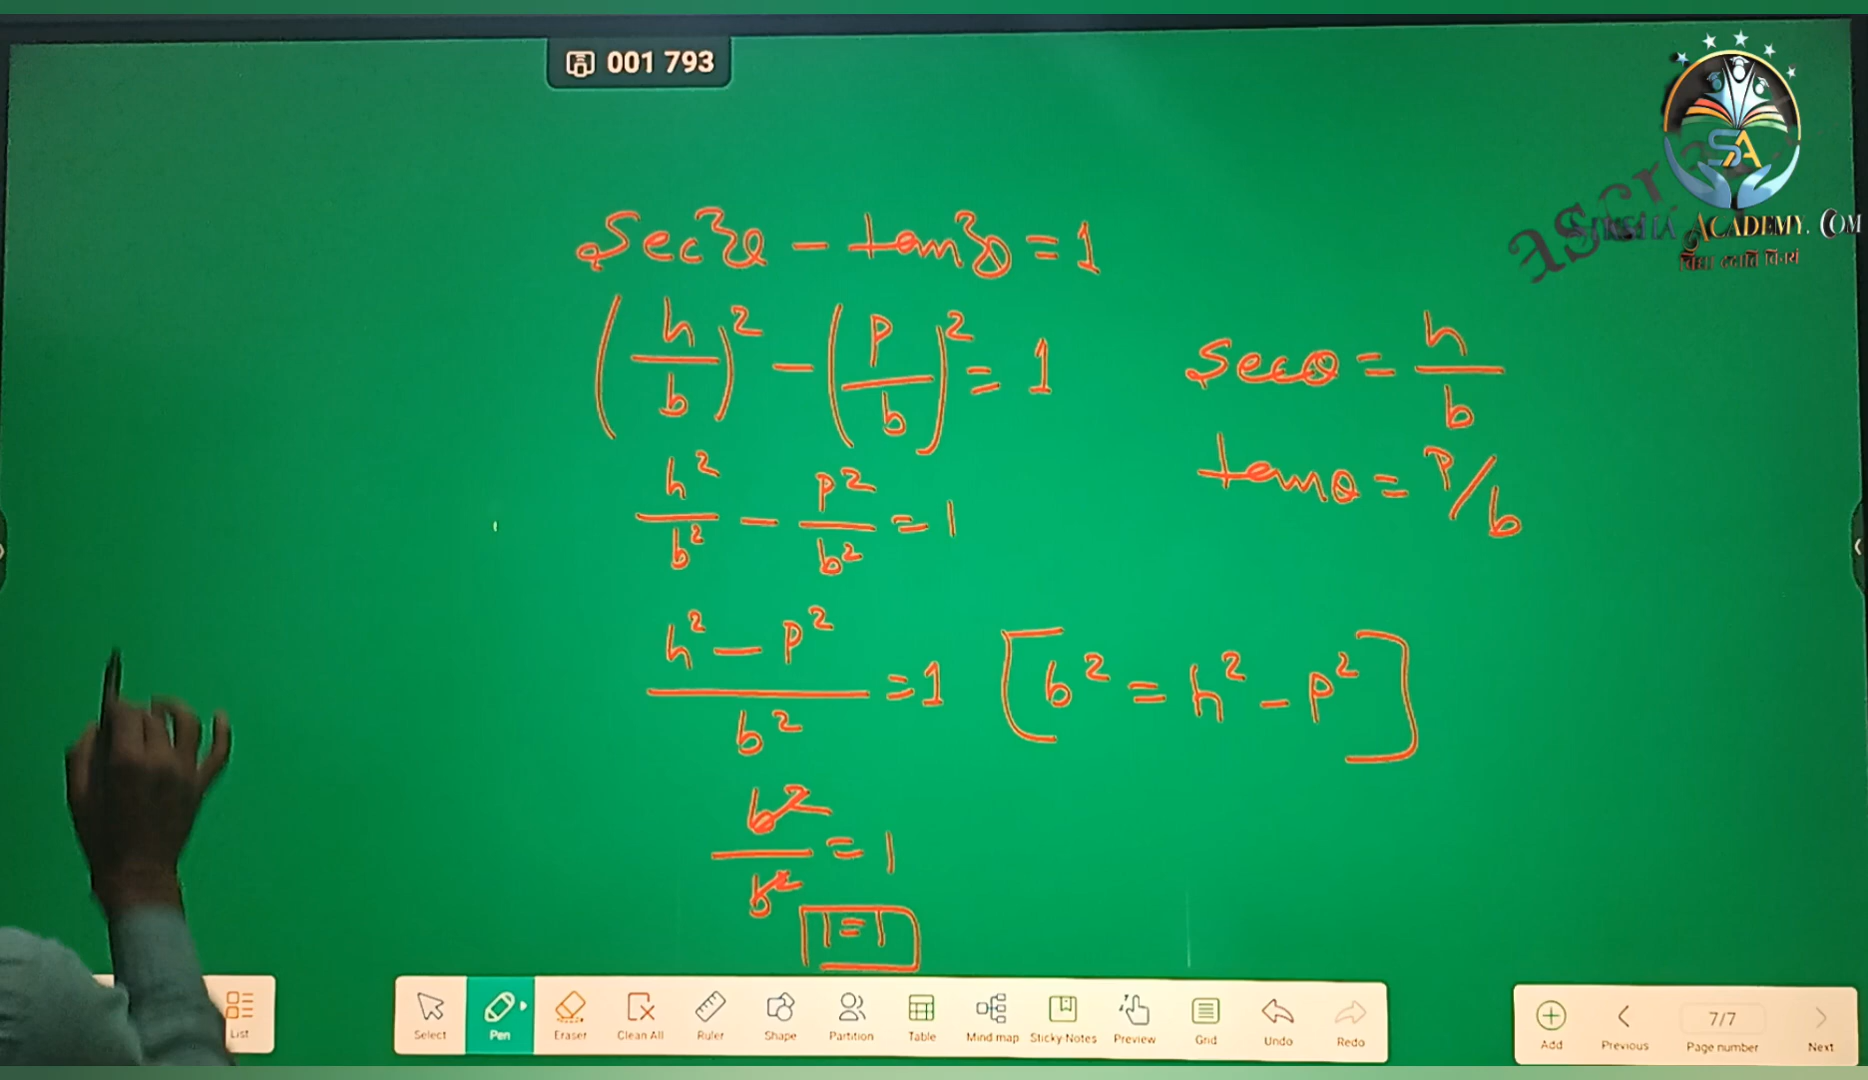 001 793
SA
ACADEMY. COM
sec²θ - tan²θ = 1
(h/b)² - (p/b)² = 1
secθ = h/b
tanθ = P/b
h²/b² - p²/b² = 1
h² - p²/b² = 1 [b² = h² - p²]
b²/b² = 1
1 = 1
List
Select Pen Eraser Clean All Ruler Shape Partition Table Mind map Sticky Notes Preview Grid Undo Redo
Add Previous 7/7 Page number Next